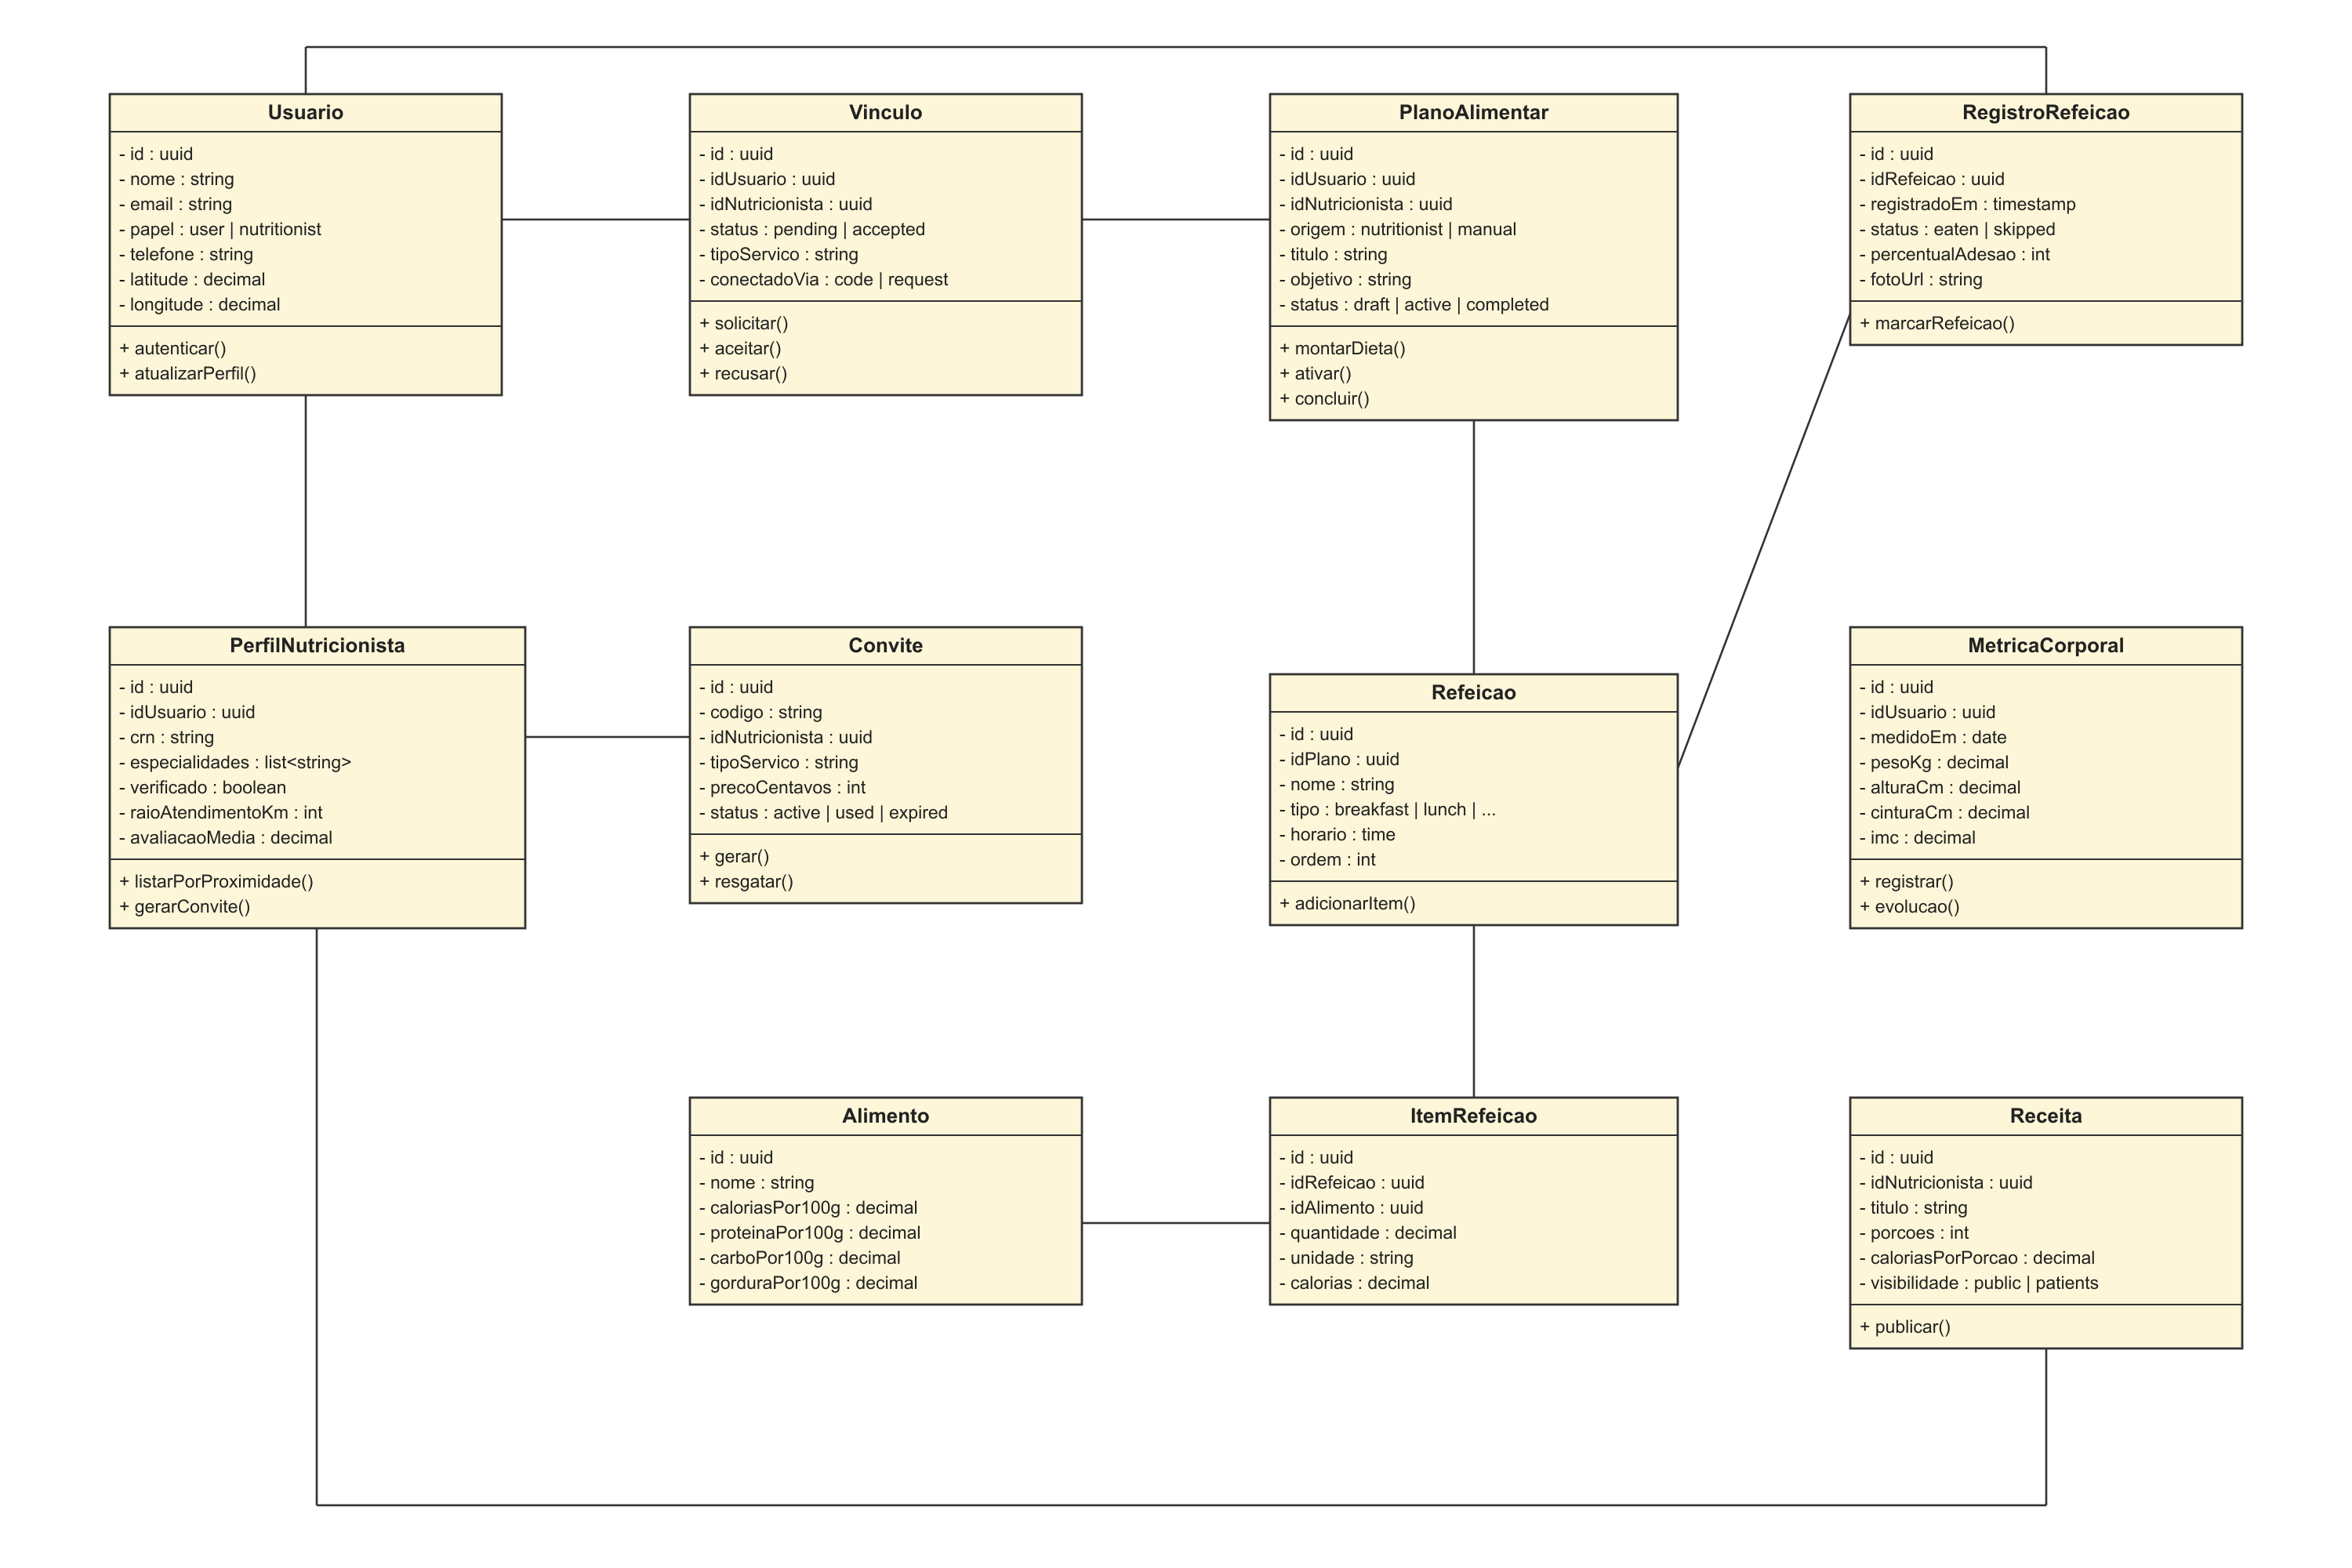 Usuario
- id : uuid
- nome : string
- email : string
- papel : user | nutritionist
- telefone : string
- latitude : decimal
- longitude : decimal
+ autenticar()
+ atualizarPerfil()
Vinculo
- id : uuid
- idUsuario : uuid
- idNutricionista : uuid
- status : pending | accepted
- tipoServico : string
- conectadoVia : code | request
+ solicitar()
+ aceitar()
+ recusar()
PlanoAlimentar
- id : uuid
- idUsuario : uuid
- idNutricionista : uuid
- origem : nutritionist | manual
- titulo : string
- objetivo : string
- status : draft | active | completed
+ montarDieta()
+ ativar()
+ concluir()
RegistroRefeicao
- id : uuid
- idRefeicao : uuid
- registradoEm : timestamp
- status : eaten | skipped
- percentualAdesao : int
- fotoUrl : string
+ marcarRefeicao()
PerfilNutricionista
- id : uuid
- idUsuario : uuid
- crn : string
- especialidades : list<string>
- verificado : boolean
- raioAtendimentoKm : int
- avaliacaoMedia : decimal
+ listarPorProximidade()
+ gerarConvite()
Convite
- id : uuid
- codigo : string
- idNutricionista : uuid
- tipoServico : string
- precoCentavos : int
- status : active | used | expired
+ gerar()
+ resgatar()
Refeicao
- id : uuid
- idPlano : uuid
- nome : string
- tipo : breakfast | lunch | ...
- horario : time
- ordem : int
+ adicionarItem()
MetricaCorporal
- id : uuid
- idUsuario : uuid
- medidoEm : date
- pesoKg : decimal
- alturaCm : decimal
- cinturaCm : decimal
- imc : decimal
+ registrar()
+ evolucao()
Alimento
- id : uuid
- nome : string
- caloriasPor100g : decimal
- proteinaPor100g : decimal
- carboPor100g : decimal
- gorduraPor100g : decimal
ItemRefeicao
- id : uuid
- idRefeicao : uuid
- idAlimento : uuid
- quantidade : decimal
- unidade : string
- calorias : decimal
Receita
- id : uuid
- idNutricionista : uuid
- titulo : string
- porcoes : int
- caloriasPorPorcao : decimal
- visibilidade : public | patients
+ publicar()